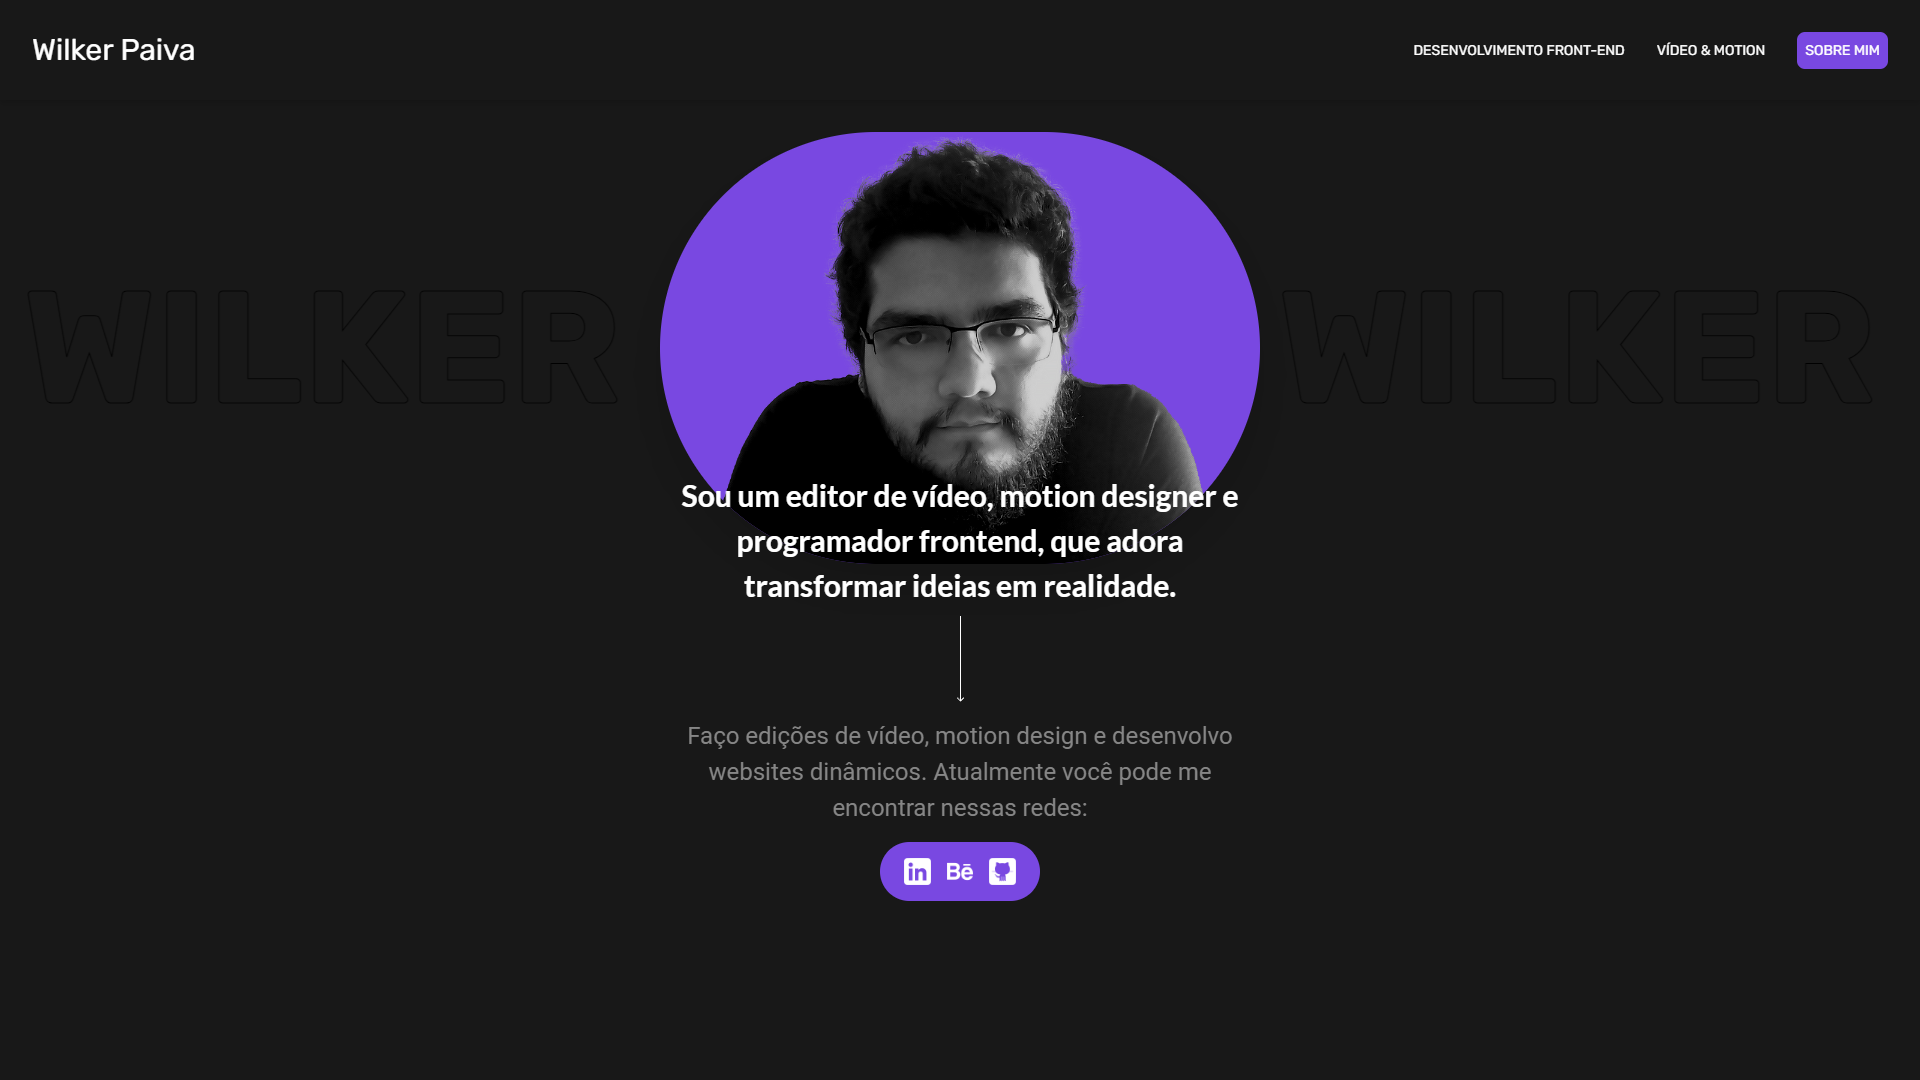 Wilker Paiva
DESENVOLVIMENTO FRONT-END
VÍDEO & MOTION
SOBRE MIM
WILKER
WILKER
Sou um editor de vídeo, motion designer e
programador frontend, que adora
transformar ideias em realidade.
Faço edições de vídeo, motion design e desenvolvo
websites dinâmicos. Atualmente você pode me
encontrar nessas redes:
in Bē